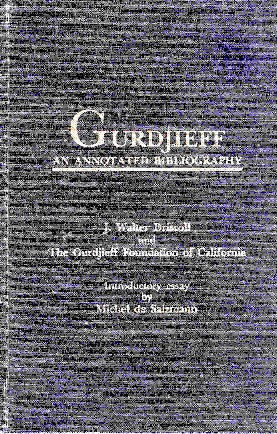 GURDJIEFF
AN ANNOTATED BIBLIOGRAPHY
J. Walter Driscoll
and
The Gurdjieff Foundation of California
Introductory essay
by
Michel de Salzmann